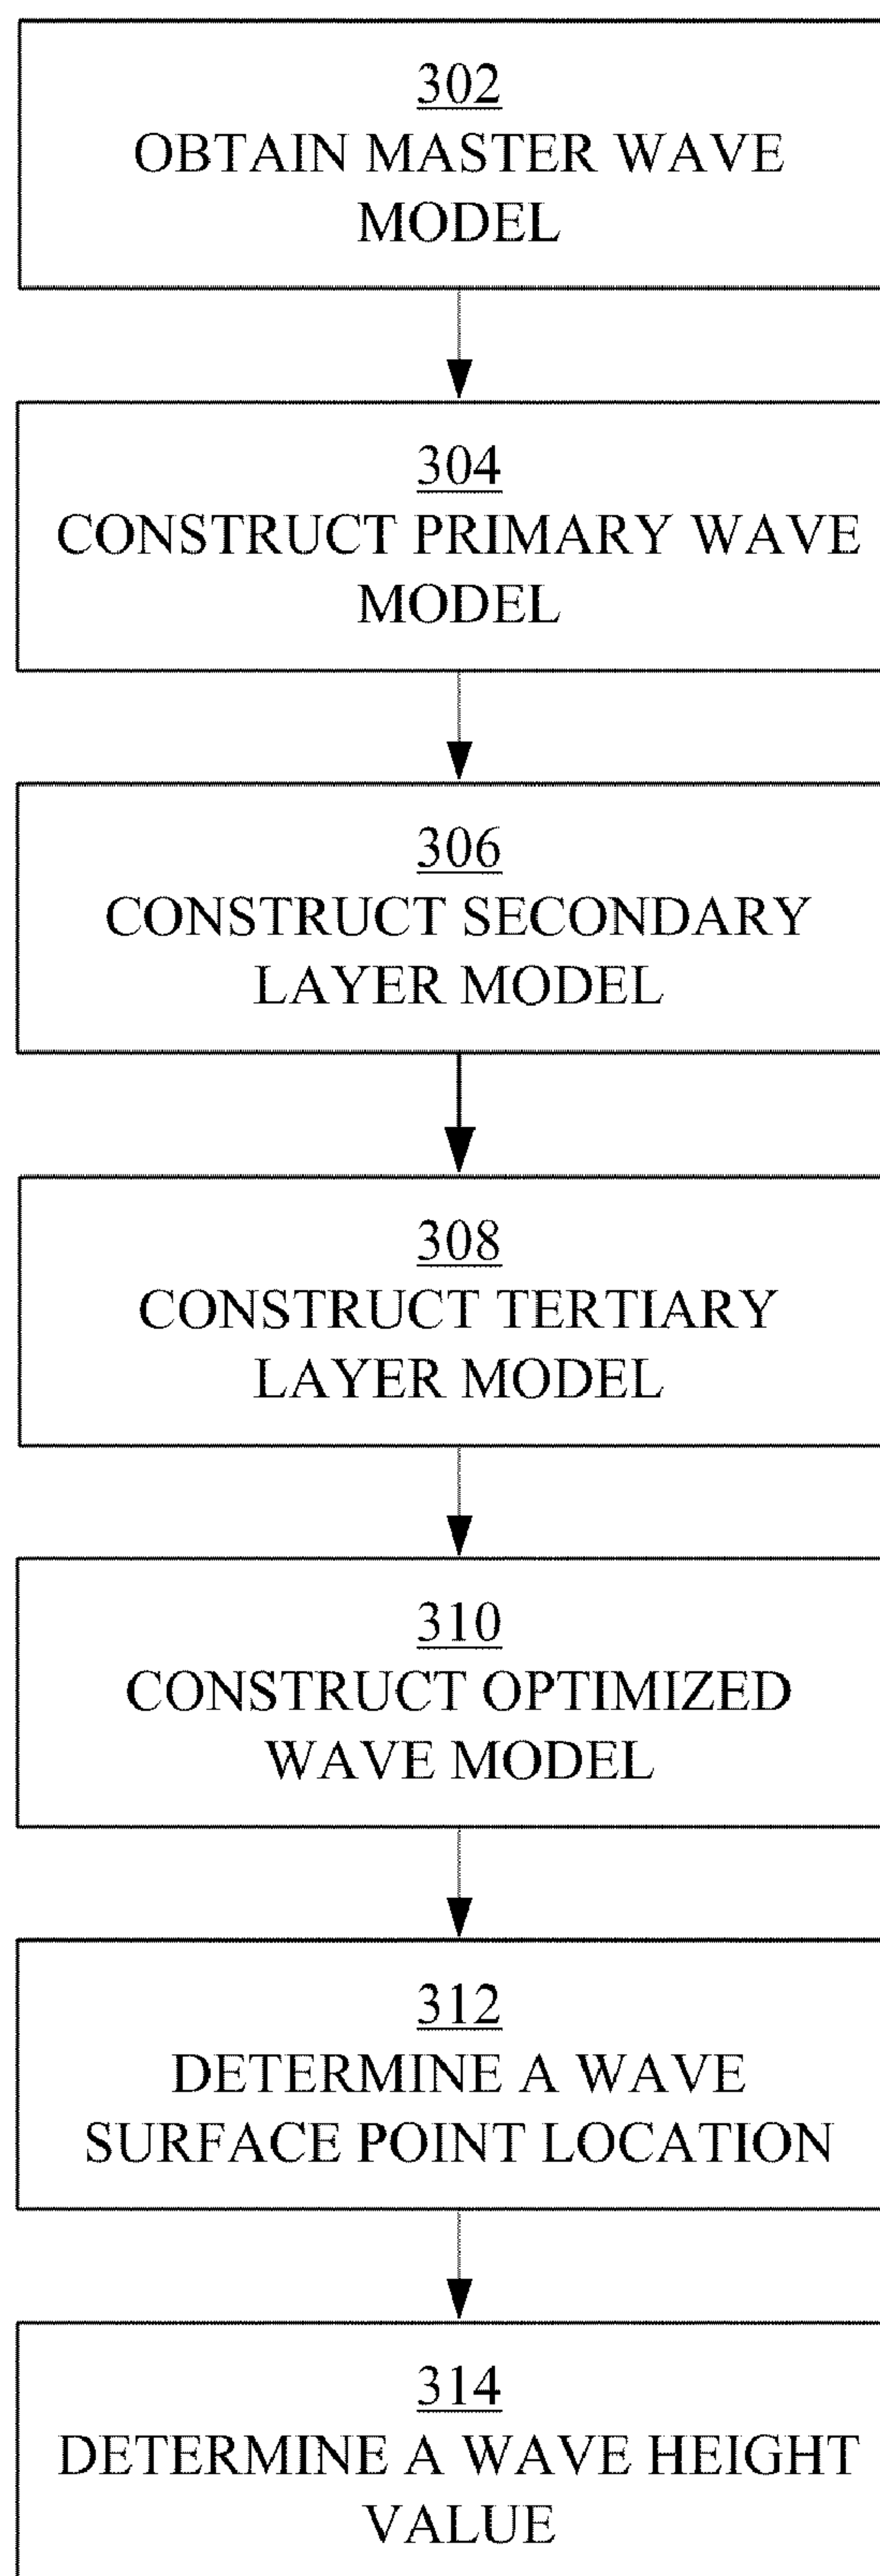 302
OBTAIN MASTER WAVE
MODEL
304
CONSTRUCT PRIMARY WAVE
MODEL
306
CONSTRUCT SECONDARY
LAYER MODEL
308
CONSTRUCT TERTIARY
LAYER MODEL
310
CONSTRUCT OPTIMIZED
WAVE MODEL
312
DETERMINE A WAVE
SURFACE POINT LOCATION
314
DETERMINE A WAVE HEIGHT
VALUE